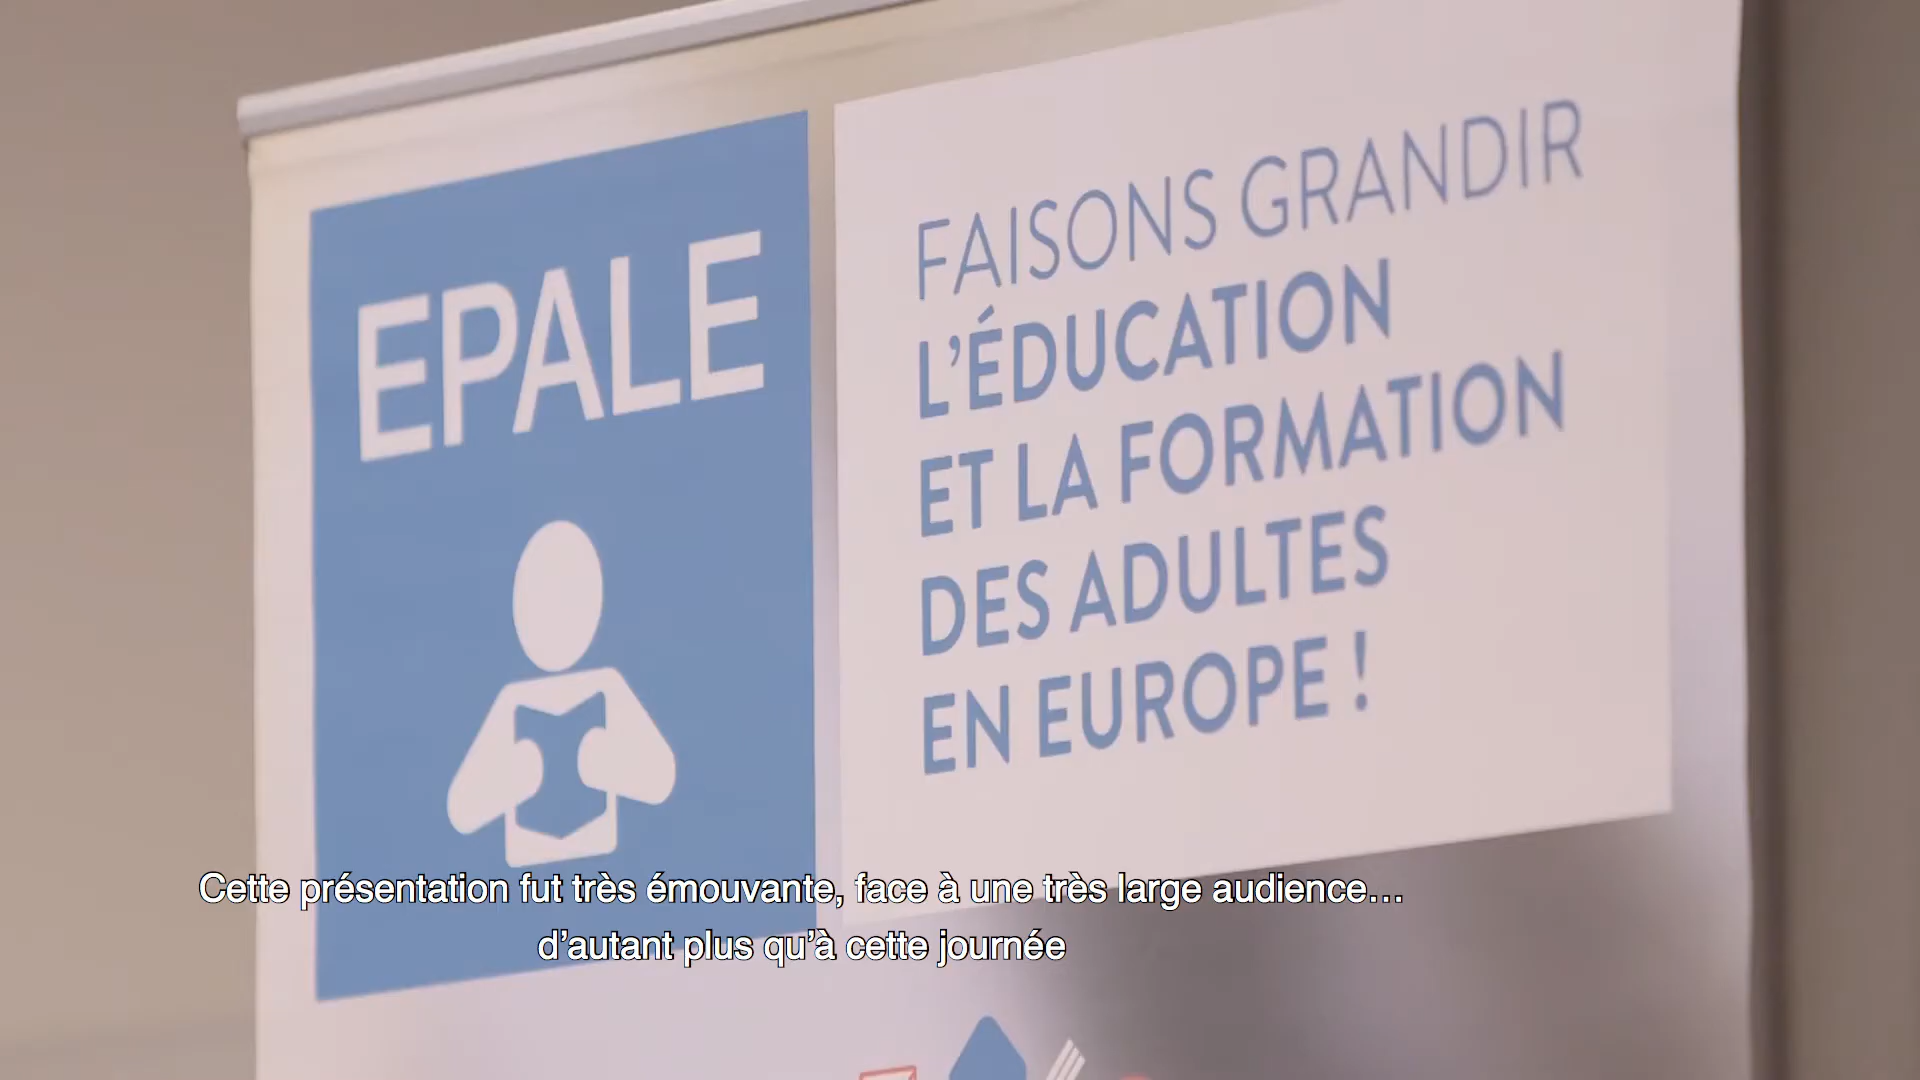 EPALE
FAISONS GRANDIR
L'ÉDUCATION
ET LA FORMATION
DES ADULTES
EN EUROPE !
Cette présentation fut très émouvante, face à une très large audience…
d’autant plus qu’à cette journée